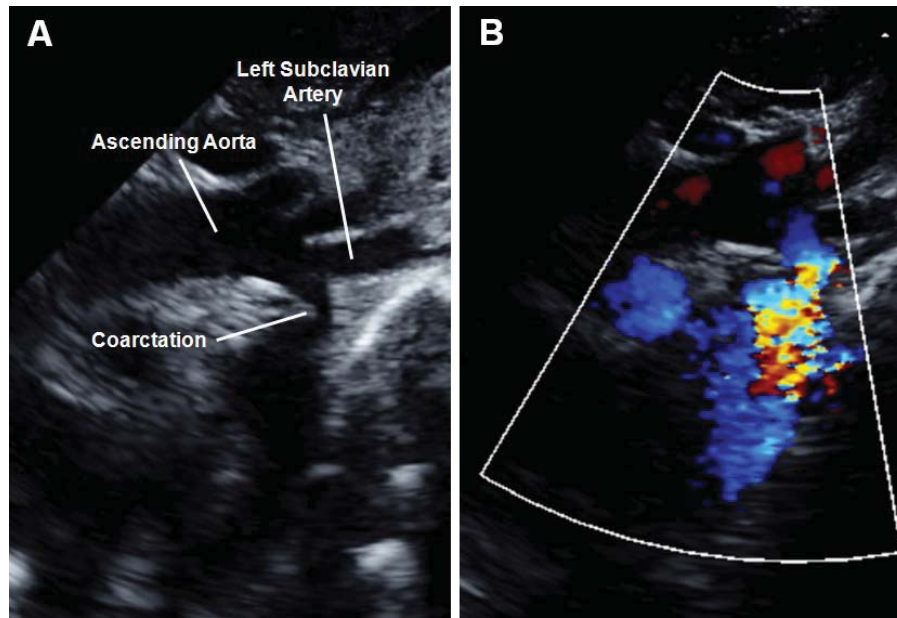 A
Left Subclavian
Artery
Ascending Aorta
Coarctation
B